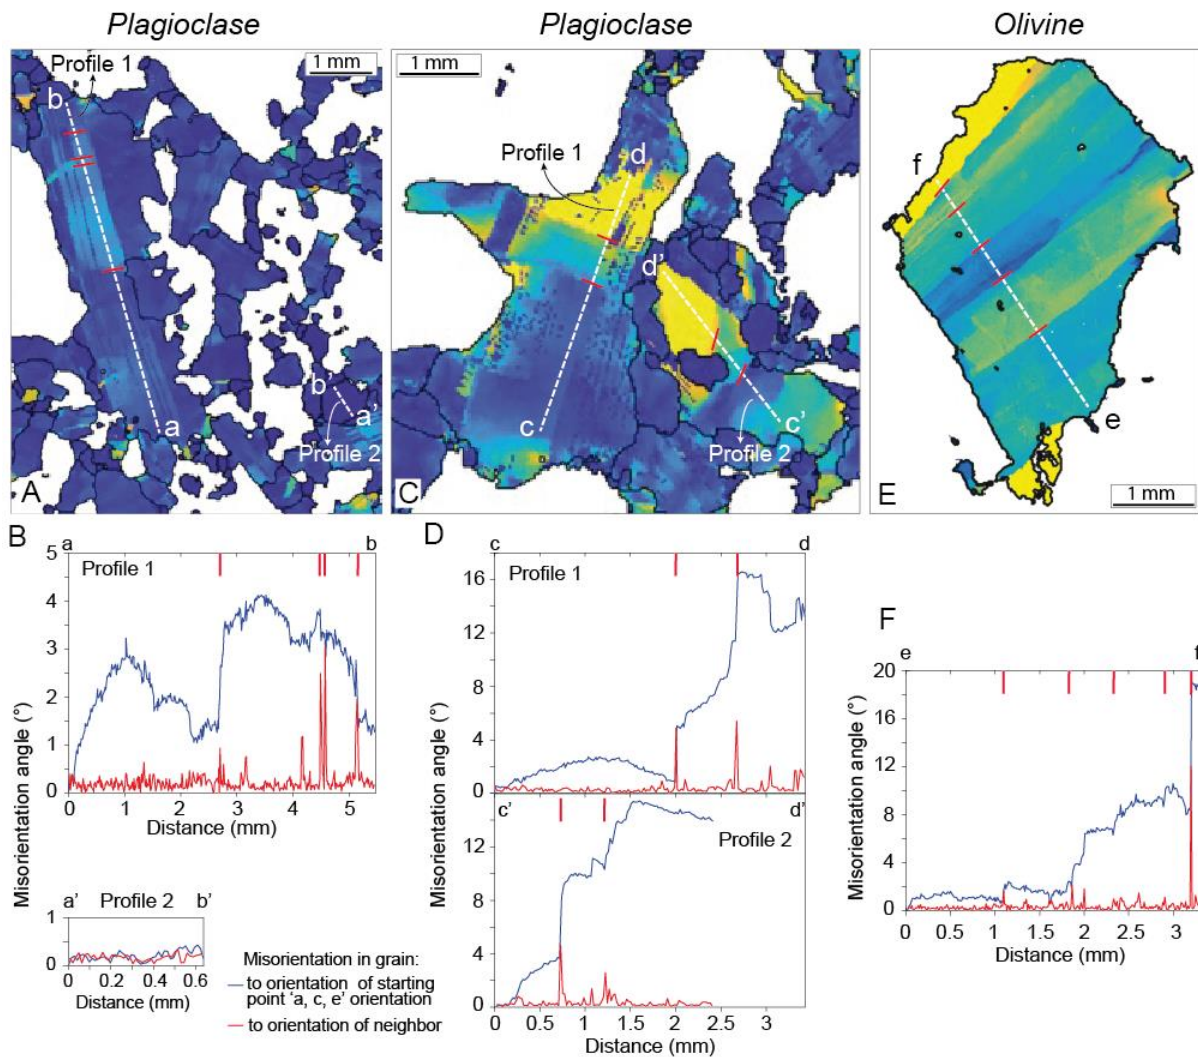 Plagioclase
Plagioclase
Olivine
Profile 1
1 mm
b
a
b'
a'
Profile 2
A
1 mm
Profile 1
d
d'
c
c'
Profile 2
C
f
e
E
1 mm
B
a
b
5
4
3
2
1
0
Profile 1
0
1
2
3
4
5
Distance (mm)
Misorientation angle (°)
a'
Profile 2
b'
1
0
0
0.2
0.4
0.6
Distance (mm)
Misorientation in grain:
to orientation of starting
point 'a, c, e' orientation
to orientation of neighbor
D
c
d
16
12
8
4
0
Profile 1
c'
d'
Profile 2
12
8
4
0
0
0.5
1
1.5
2
2.5
3
Distance (mm)
Misorientation angle (°)
F
e
f
20
16
12
8
4
0
0
0.5
1
1.5
2
2.5
3
Distance (mm)
Misorientation angle (°)